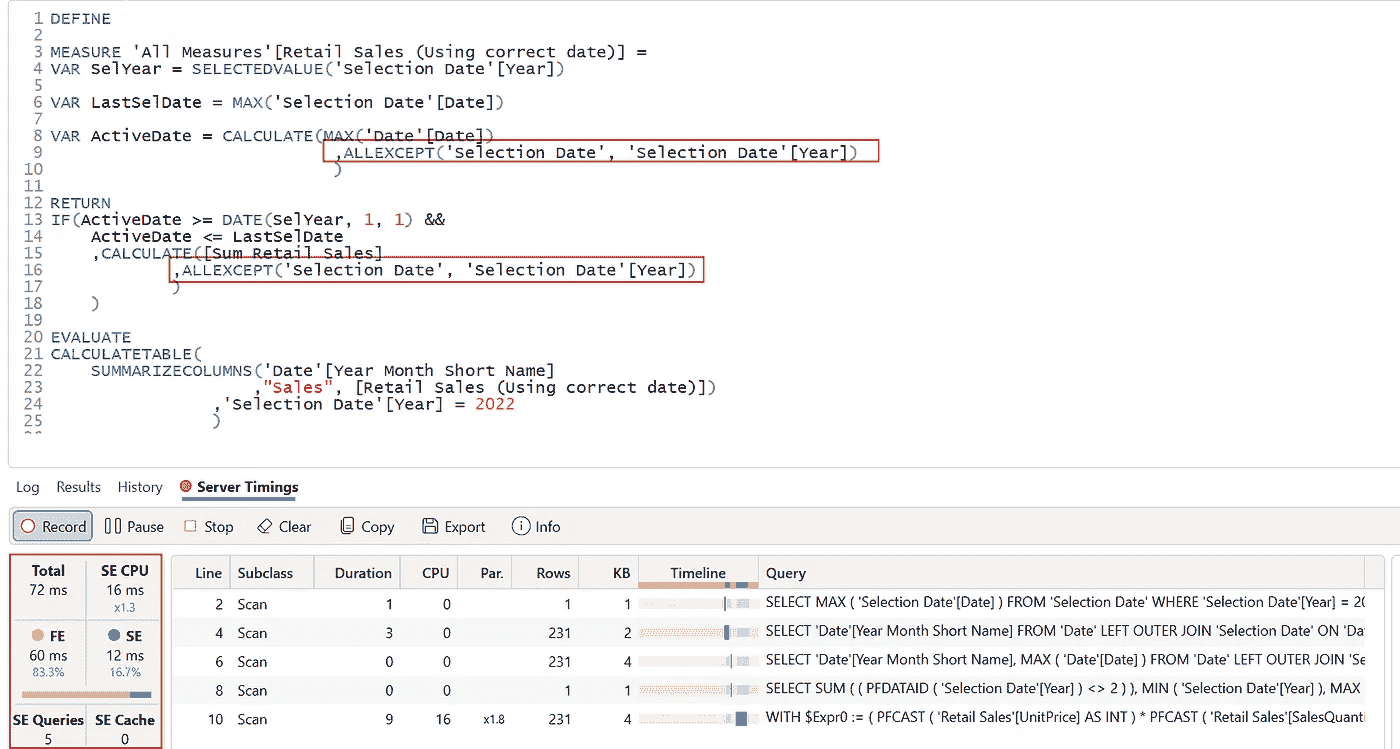 1 DEFINE
2
3 MEASURE 'All Measures'[Retail Sales (Using correct date)] =
4 VAR SelYear = SELECTEDVALUE('Selection Date'[Year])
5
6 VAR LastSelDate = MAX('Selection Date'[Date])
7
8 VAR ActiveDate = CALCULATE(MAX('Date'[Date])
9 ,ALLEXCEPT('Selection Date', 'Selection Date'[Year])
10 )
11
12 RETURN
13 IF(ActiveDate >= DATE(SelYear, 1, 1) &&
14 ActiveDate <= LastSelDate
15 ,CALCULATE([Sum Retail Sales]
16 ,ALLEXCEPT('Selection Date', 'Selection Date'[Year])
17 )
18 )
19
20 EVALUATE
21 CALCULATETABLE(
22 SUMMARIZECOLUMNS('Date'[Year Month Short Name]
23 ,"Sales", [Retail Sales (Using correct date)])
24 ,'Selection Date'[Year] = 2022
25 )
Log Results History Server Timings
Record Pause Stop Clear Copy Export Info
Total SE CPU
72 ms 16 ms
x1.3
FE SE
60 ms 12 ms
83.3% 16.7%
SE Queries SE Cache
5 0
Line Subclass Duration CPU Par. Rows KB Timeline Query
2 Scan 1 0 1 1 SELECT MAX ( 'Selection Date'[Date] ) FROM 'Selection Date' WHERE 'Selection Date'[Year] = 20
4 Scan 3 0 231 2 SELECT 'Date'[Year Month Short Name] FROM 'Date' LEFT OUTER JOIN 'Selection Date' ON 'Da
6 Scan 0 0 231 4 SELECT 'Date'[Year Month Short Name], MAX ( 'Date'[Date] ) FROM 'Date' LEFT OUTER JOIN 'Se
8 Scan 0 0 1 1 SELECT SUM ( ( PFDATAID ( 'Selection Date'[Year] ) <> 2 ) ), MIN ( 'Selection Date'[Year] ), MAX
10 Scan 9 16 x1.8 231 4 WITH $Expr0 := ( PFCAST ( 'Retail Sales'[UnitPrice] AS INT ) * PFCAST ( 'Retail Sales'[SalesQuanti